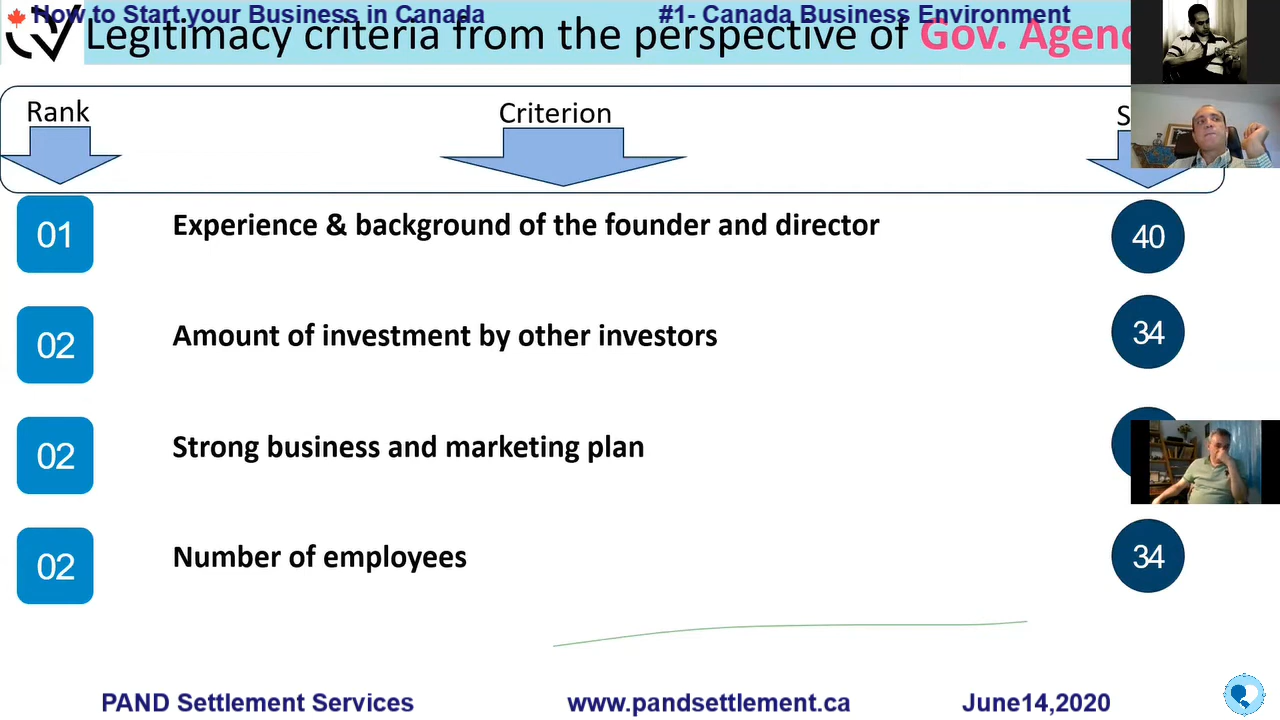 How to Start your Business in Canada #1- Canada Business Environment
Legitimacy criteria from the perspective of Gov.
Rank Criterion
01 Experience & background of the founder and director 40
02 Amount of investment by other investors 34
02 Strong business and marketing plan
02 Number of employees 34
PAND Settlement Services www.pandsettlement.ca June14,2020